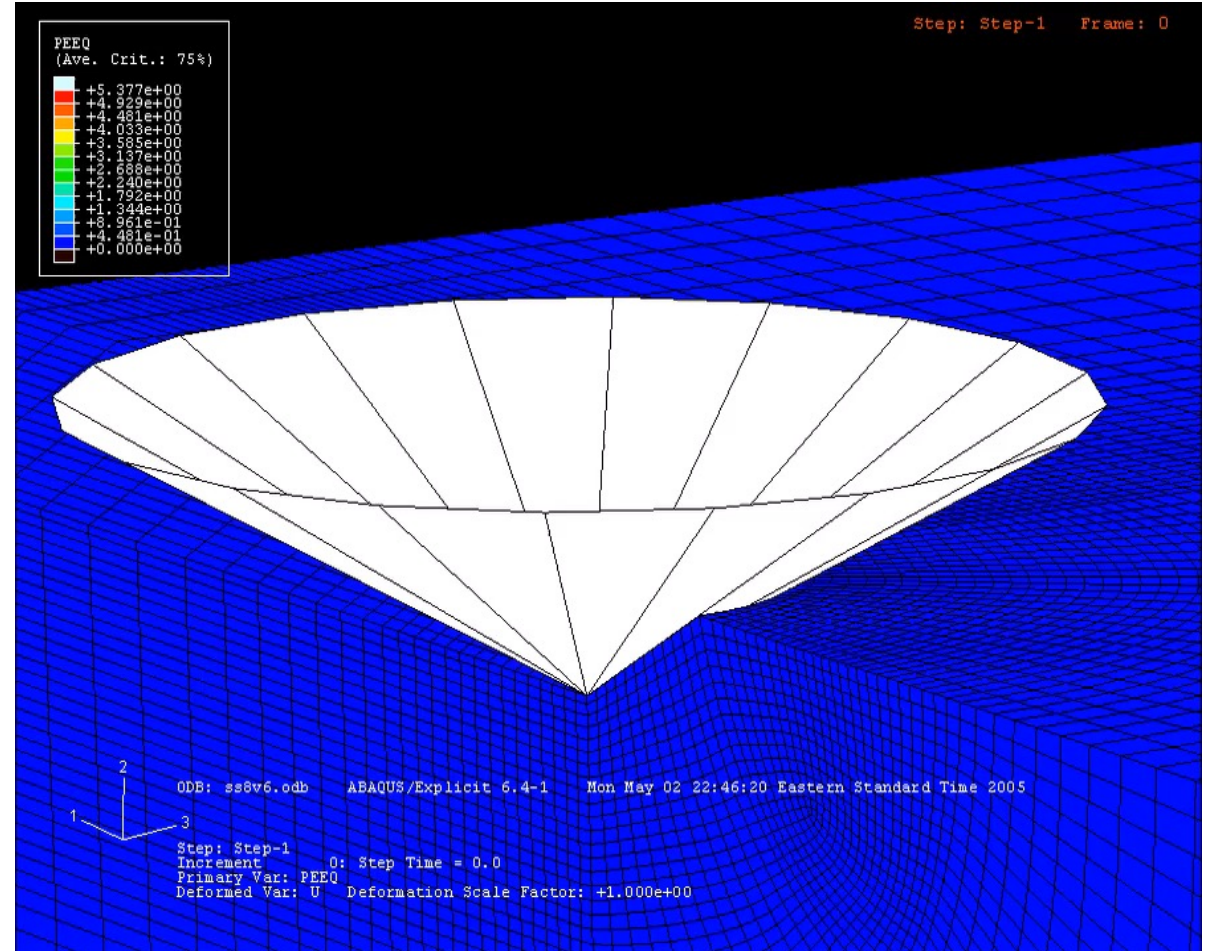 Step: Step-1   Frame: 0
PEEQ
(Ave. Crit.: 75%)
+5.377e+00
+4.929e+00
+4.481e+00
+4.033e+00
+3.585e+00
+3.137e+00
+2.688e+00
+2.240e+00
+1.792e+00
+1.344e+00
+8.961e-01
+4.481e-01
+0.000e+00
2
1
3
ODB: ss8v6.odb   ABAQUS/Explicit 6.4-1   Mon May 02 22:46:20 Eastern Standard Time 2005
Step: Step-1
Increment   0: Step Time = 0.0
Primary Var: PEEQ
Deformed Var: U   Deformation Scale Factor: +1.000e+00